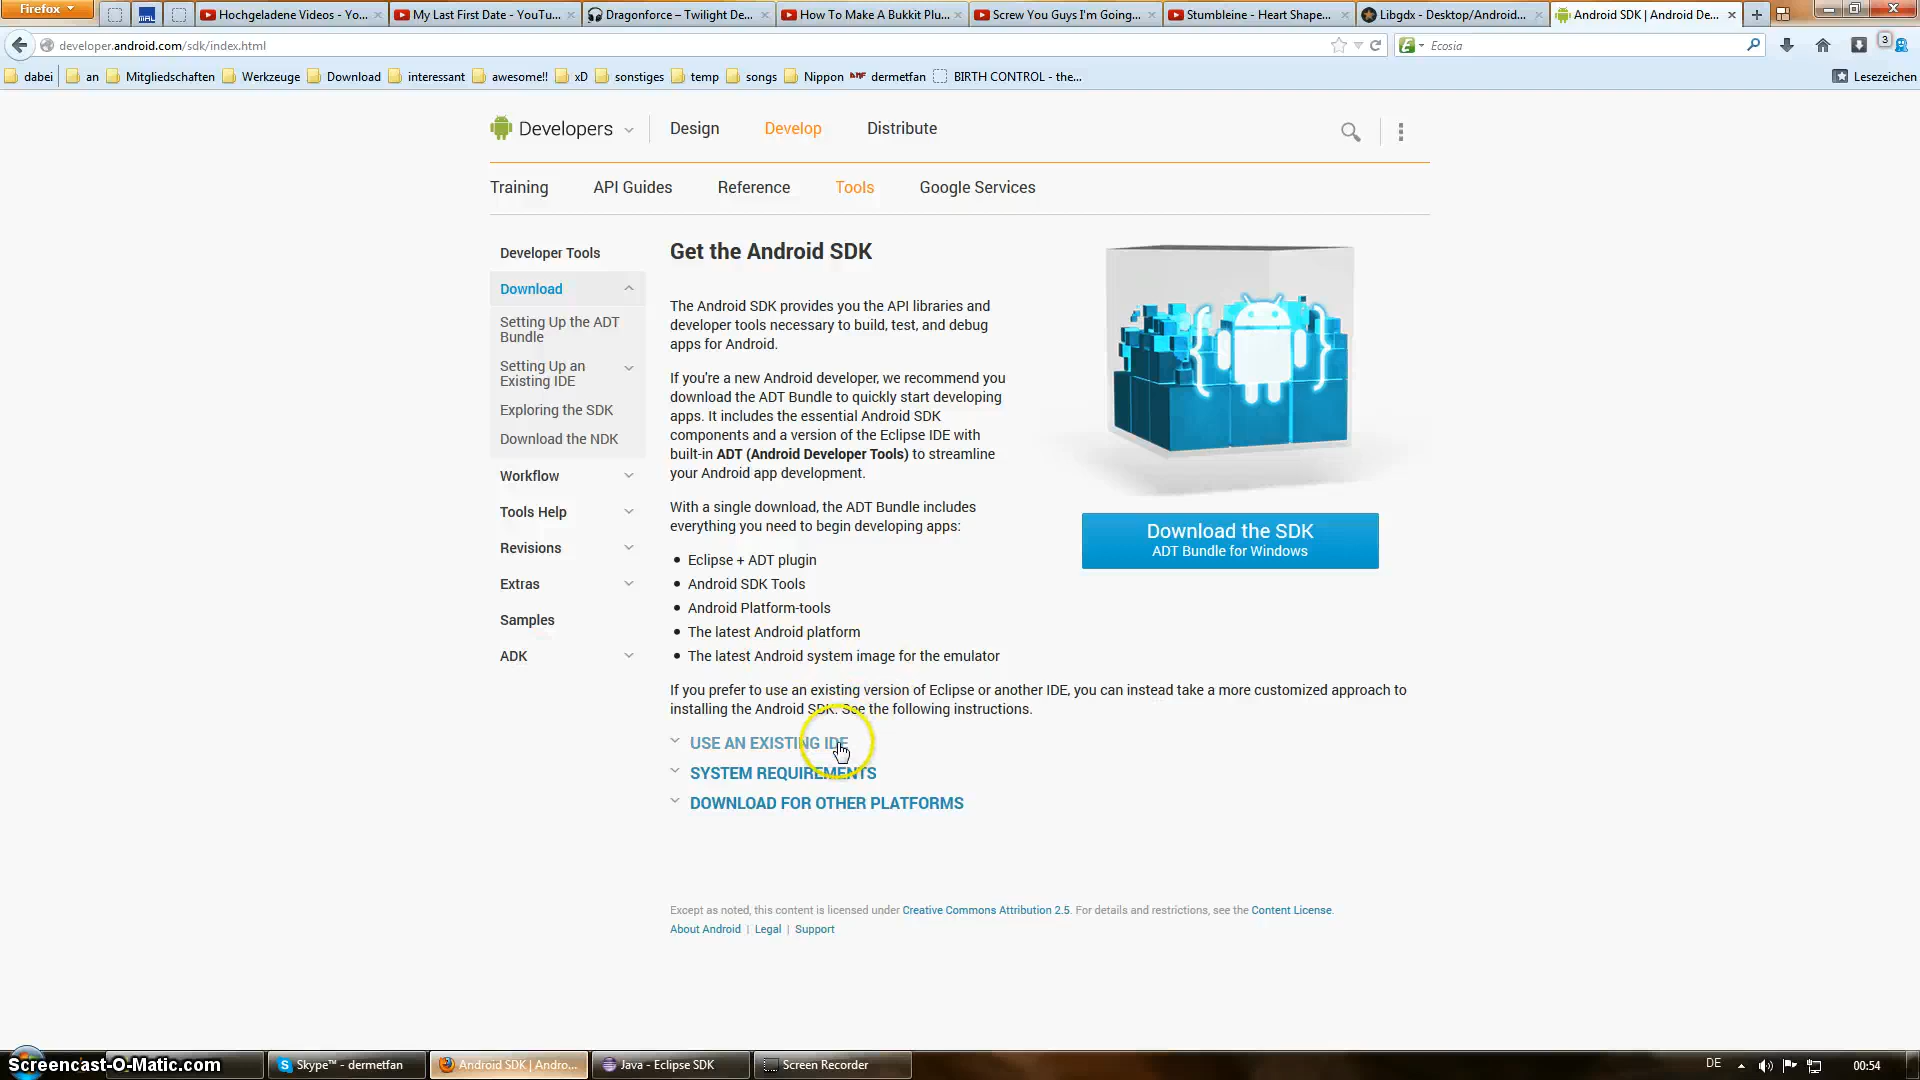 Firefox
Hochgeladene Videos - Yo...
My Last First Date - YouTu...
Dragonforce – Twilight De...
How To Make A Bukkit Plu...
Screw You Guys I'm Going...
Stumbleine - Heart Shape...
Libgdx - Desktop/Android...
Android SDK | Android De...
developer.android.com/sdk/index.html
Ecosia
3
dabei
an
Mitgliedschaften
Werkzeuge
Download
interessant
awesome!!
xD
sonstiges
temp
songs
Nippon
dermetfan
BIRTH CONTROL - the...
Lesezeichen
Developers
Design
Develop
Distribute
Training
API Guides
Reference
Tools
Google Services
Developer Tools
Download
Setting Up the ADT
Bundle
Setting Up an
Existing IDE
Exploring the SDK
Download the NDK
Workflow
Tools Help
Revisions
Extras
Samples
ADK
Get the Android SDK
The Android SDK provides you the API libraries and
developer tools necessary to build, test, and debug
apps for Android.
If you're a new Android developer, we recommend you
download the ADT Bundle to quickly start developing
apps. It includes the essential Android SDK
components and a version of the Eclipse IDE with
built-in ADT (Android Developer Tools) to streamline
your Android app development.
With a single download, the ADT Bundle includes
everything you need to begin developing apps:
Eclipse + ADT plugin
Android SDK Tools
Android Platform-tools
The latest Android platform
The latest Android system image for the emulator
Download the SDK
ADT Bundle for Windows
If you prefer to use an existing version of Eclipse or another IDE, you can instead take a more customized approach to
installing the Android SDK. See the following instructions.
USE AN EXISTING IDE
SYSTEM REQUIREMENTS
DOWNLOAD FOR OTHER PLATFORMS
Except as noted, this content is licensed under Creative Commons Attribution 2.5. For details and restrictions, see the Content License.
About Android | Legal | Support
Screencast-O-Matic.com
Skype™ - dermetfan
Android SDK | Andro...
Java - Eclipse SDK
Screen Recorder
DE
00:54